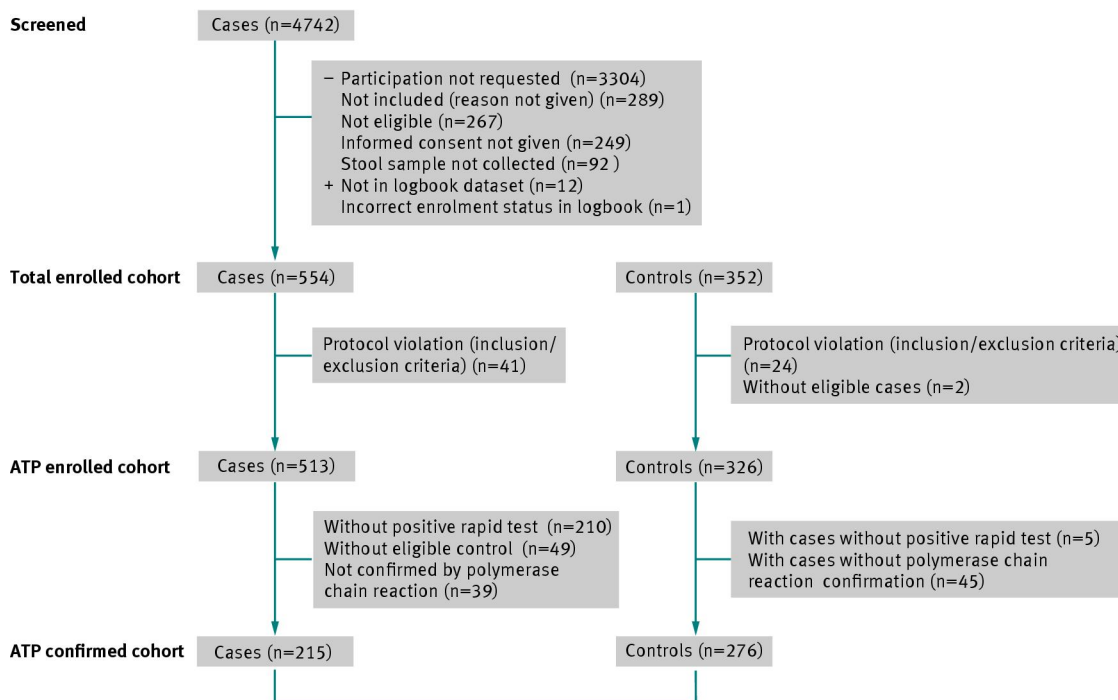 Screened
Cases (n=4742)
– Participation not requested (n=3304)
Not included (reason not given) (n=289)
Not eligible (n=267)
Informed consent not given (n=249)
Stool sample not collected (n=92 )
+ Not in logbook dataset (n=12)
Incorrect enrolment status in logbook (n=1)
Total enrolled cohort
Cases (n=554)
Controls (n=352)
Protocol violation (inclusion/
exclusion criteria) (n=41)
Protocol violation (inclusion/exclusion criteria)
(n=24)
Without eligible cases (n=2)
ATP enrolled cohort
Cases (n=513)
Controls (n=326)
Without positive rapid test (n=210)
Without eligible control (n=49)
Not confirmed by polymerase
chain reaction (n=39)
With cases without positive rapid test (n=5)
With cases without polymerase chain
reaction confirmation (n=45)
ATP confirmed cohort
Cases (n=215)
Controls (n=276)